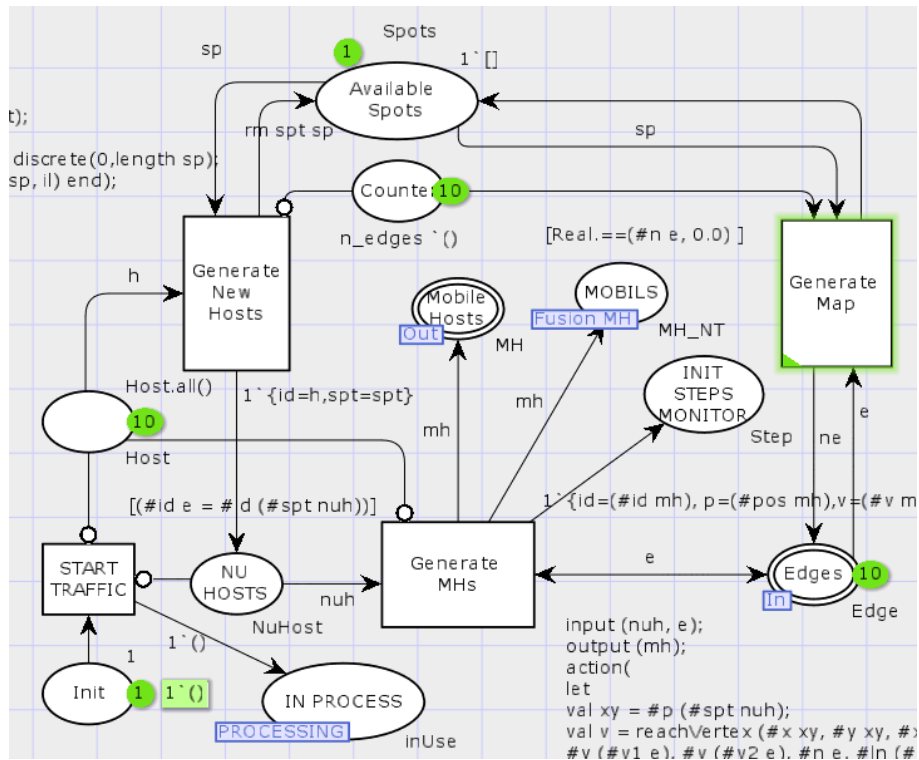 Spots
sp
1
1`[]
Available
Spots
t);
rm spt sp
sp
discrete(0,length sp);
sp, il) end);
Counter
10
n_edges `()
[Real.==(#n e, 0.0) ]
Generate
New
Hosts
Generate
Map
h
Mobile
Hosts
Out
MH
MOBILS
Fusion MH
MH_NT
INIT
STEPS
MONITOR
Host.all()
1`{id=h,spt=spt}
10
Host
mh
mh
Step
ne
e
[(#id e = #id (#spt nuh))]
1`{id=(#id mh), p=(#pos mh),v=(#v m
START
TRAFFIC
NU
HOSTS
nuh
NuHost
Generate
MHs
e
Edges
10
In
Edge
1
1`()
Init
1
1`()
IN PROCESS
PROCESSING
inUse
input (nuh, e);
output (mh);
action(
let
val xy = #p (#spt nuh);
val v = reachVertex (#x xy, #y xy, #x
#v (#v1 e), #v (#v2 e), #n e, #ln (#